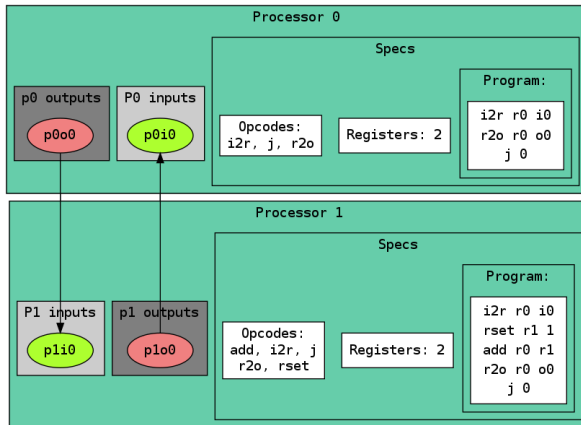 Processor 0
Specs
Program:
p0 outputs
P0 inputs
p0o0
p0i0
Opcodes:
i2r, j, r2o
Registers: 2
i2r r0 i0
r2o r0 o0
j 0
Processor 1
Specs
Program:
P1 inputs
p1 outputs
p1i0
p1o0
Opcodes:
add, i2r, j
r2o, rset
Registers: 2
i2r r0 i0
rset r1 1
add r0 r1
r2o r0 o0
j 0